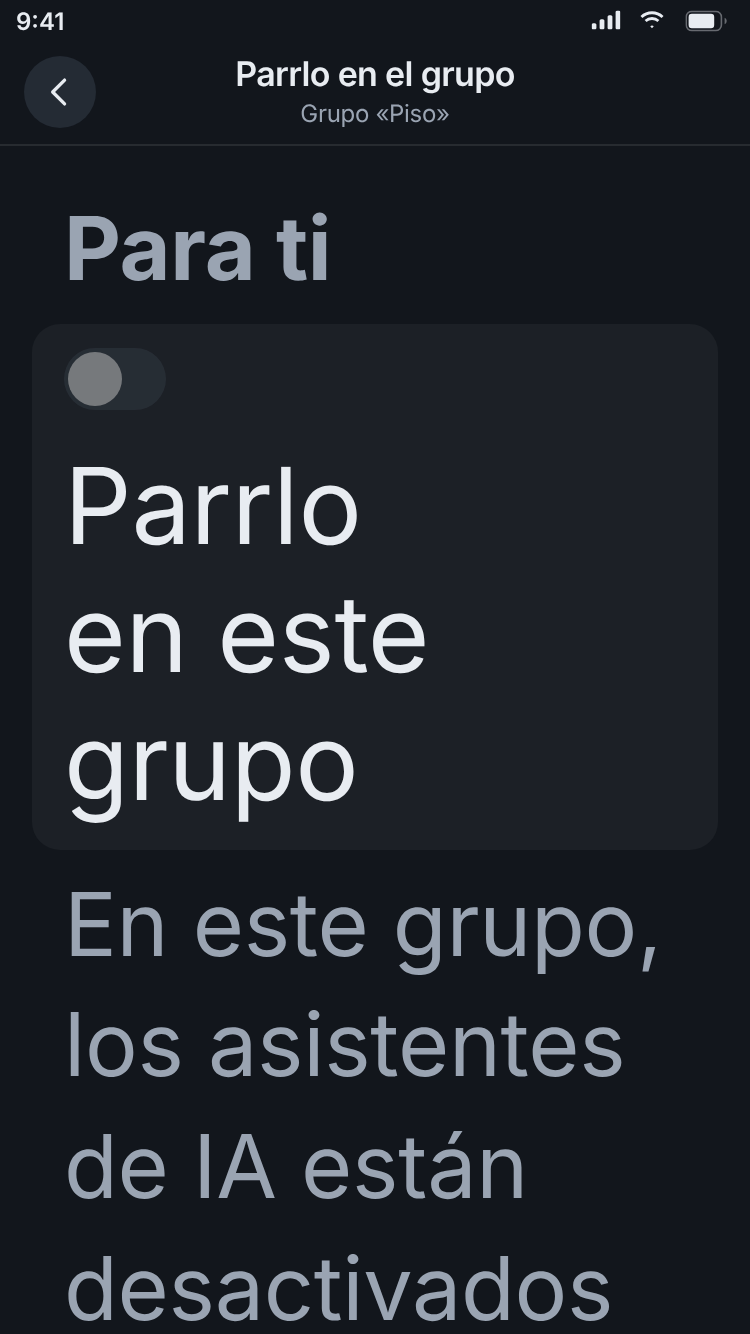 9:41
Parrlo en el grupo
Grupo «Piso»
Para ti
Parrlo
en este
grupo
En este grupo,
los asistentes
de IA están
desactivados